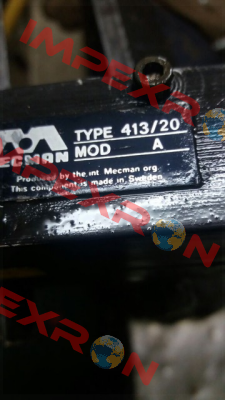 IMPEXRON
TYPE 413/20
MECMAN MOD A
Produced by the int Mecman org.
This component is made in Sweden
IMPEXRON